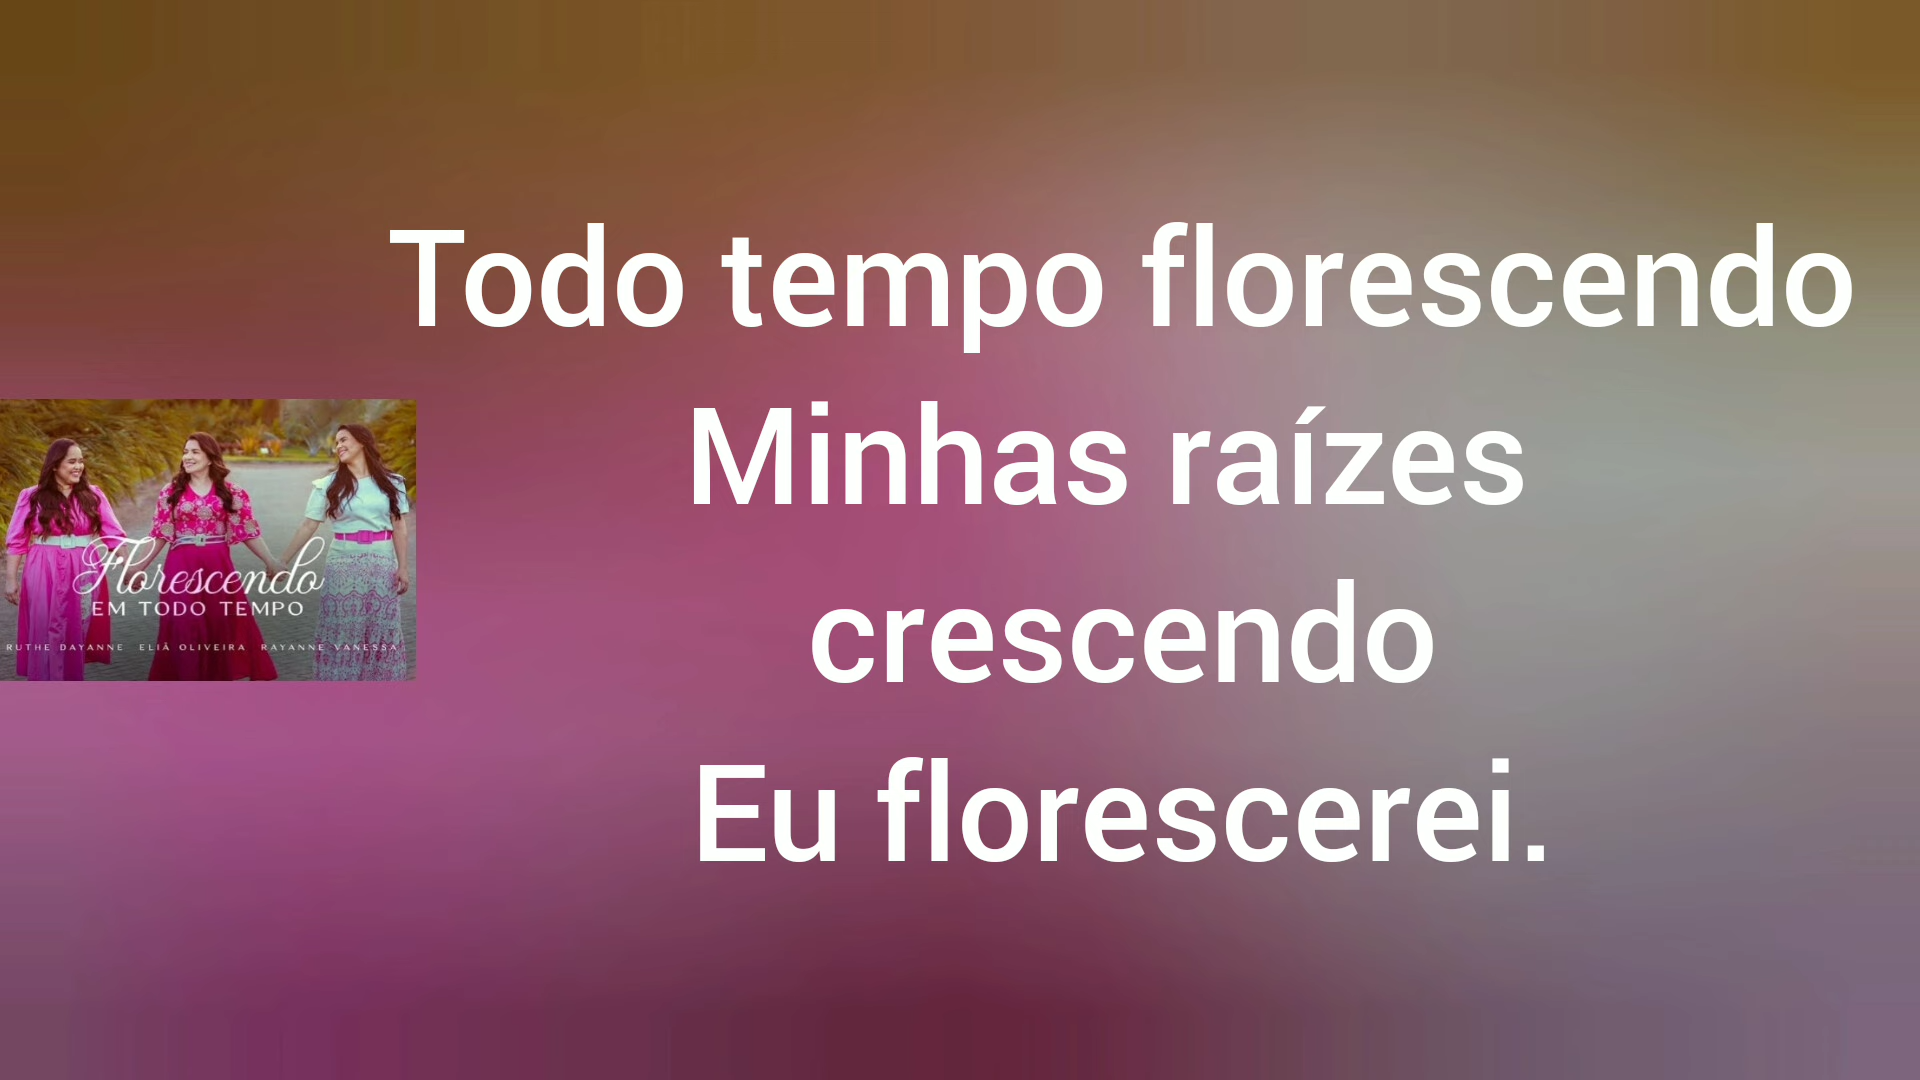 Todo tempo florescendo
Minhas raízes
crescendo
Eu florescerei.
Florescendo
EM TODO TEMPO
RUTHE DAYANNE ELIÃ OLIVEIRA RAYANNE VANESSA